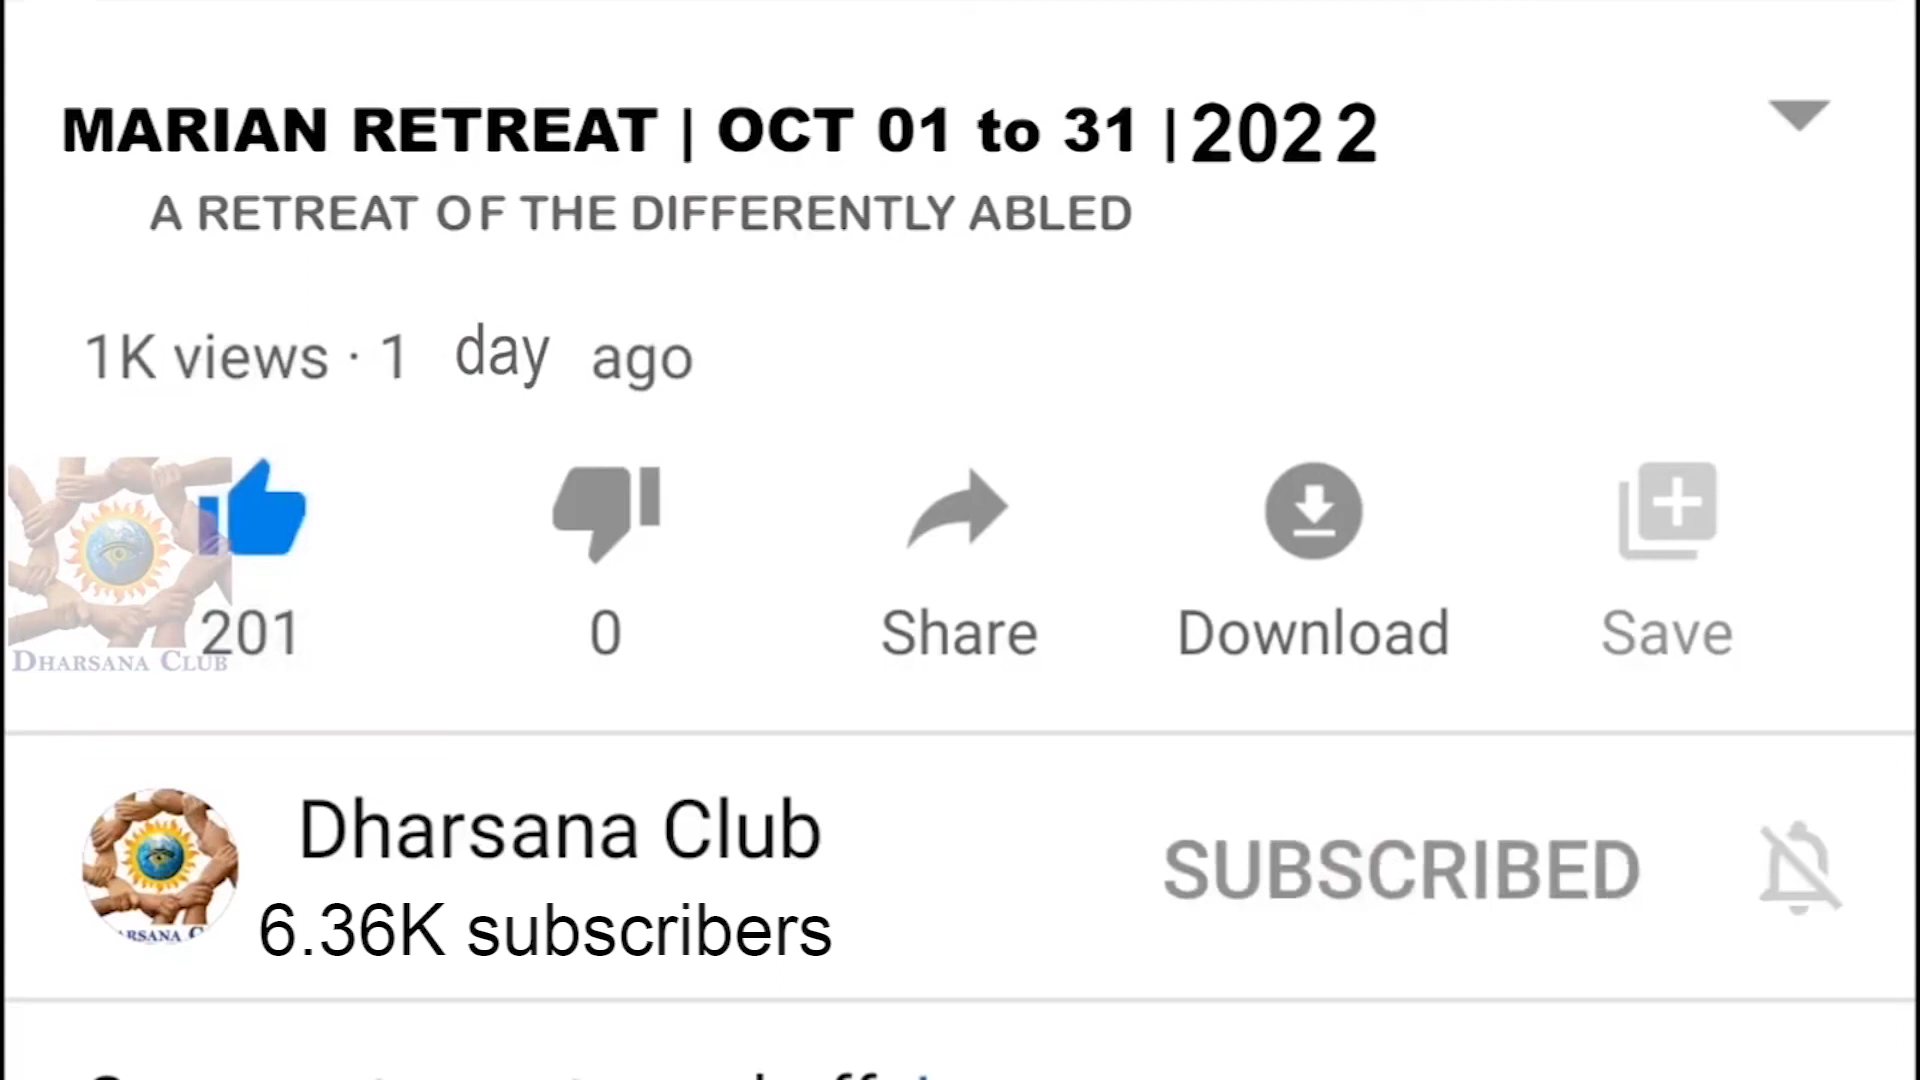 MARIAN RETREAT | OCT 01 to 31 | 2022
A RETREAT OF THE DIFFERENTLY ABLED
1K views · 1 day ago
201 0 Share Download Save
DHARSANA CLUB
Dharsana Club SUBSCRIBED
6.36K subscribers